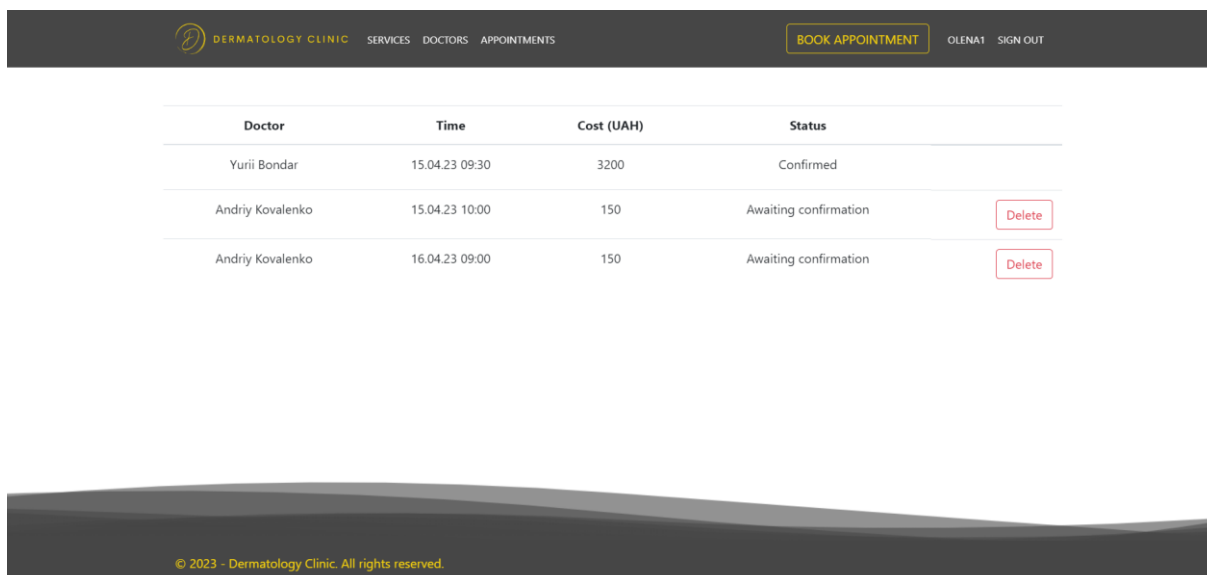 DERMATOLOGY CLINIC SERVICES DOCTORS APPOINTMENTS BOOK APPOINTMENT OLENA1 SIGN OUT
Doctor Time Cost (UAH) Status
Yurii Bondar 15.04.23 09:30 3200 Confirmed
Andriy Kovalenko 15.04.23 10:00 150 Awaiting confirmation Delete
Andriy Kovalenko 16.04.23 09:00 150 Awaiting confirmation Delete
© 2023 - Dermatology Clinic. All rights reserved.